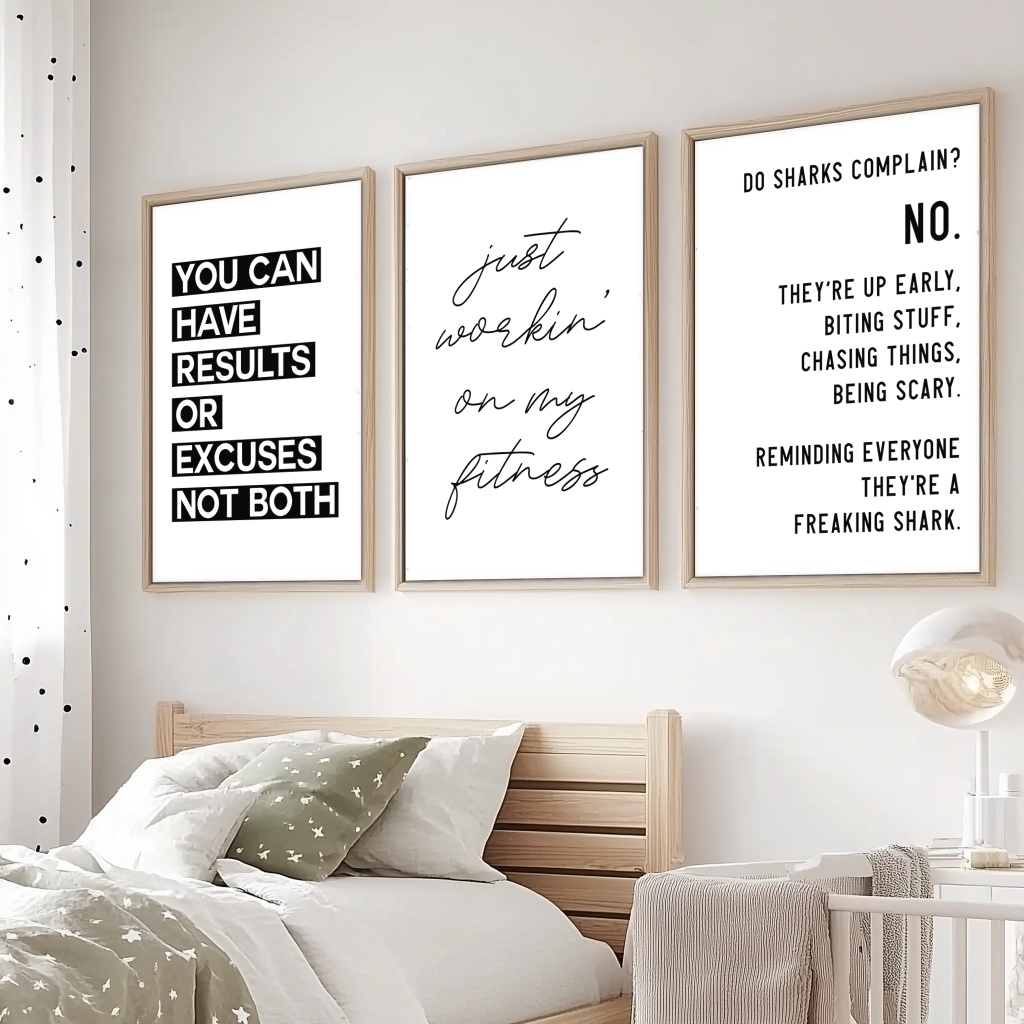 YOU CAN
HAVE
RESULTS
OR
EXCUSES
NOT BOTH
just
workin'
on my
fitness
DO SHARKS COMPLAIN?
NO.
THEY'RE UP EARLY,
BITING STUFF,
CHASING THINGS,
BEING SCARY.
REMINDING EVERYONE
THEY'RE A
FREAKING SHARK.